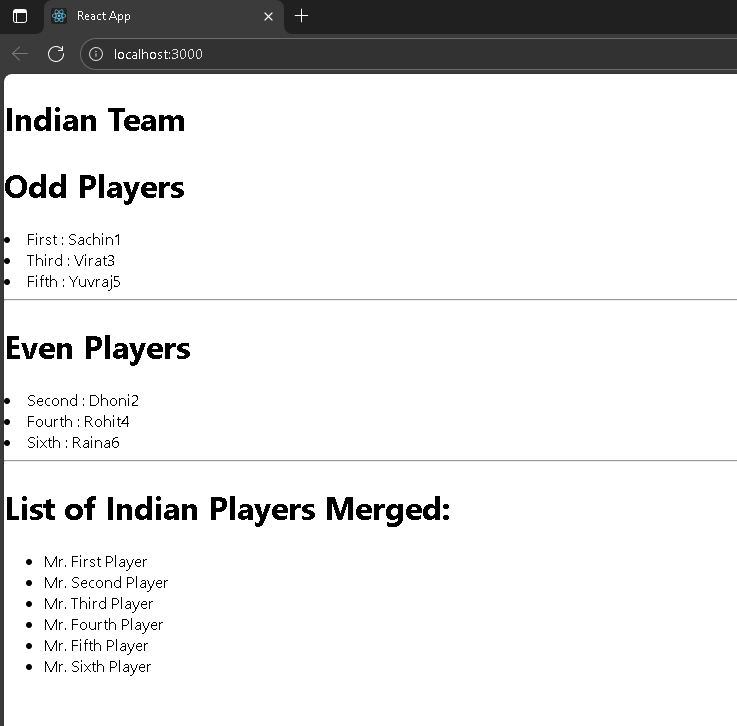 React App
localhost:3000
Indian Team
Odd Players
First : Sachin1
Third : Virat3
Fifth : Yuvraj5
Even Players
Second : Dhoni2
Fourth : Rohit4
Sixth : Raina6
List of Indian Players Merged:
Mr. First Player
Mr. Second Player
Mr. Third Player
Mr. Fourth Player
Mr. Fifth Player
Mr. Sixth Player